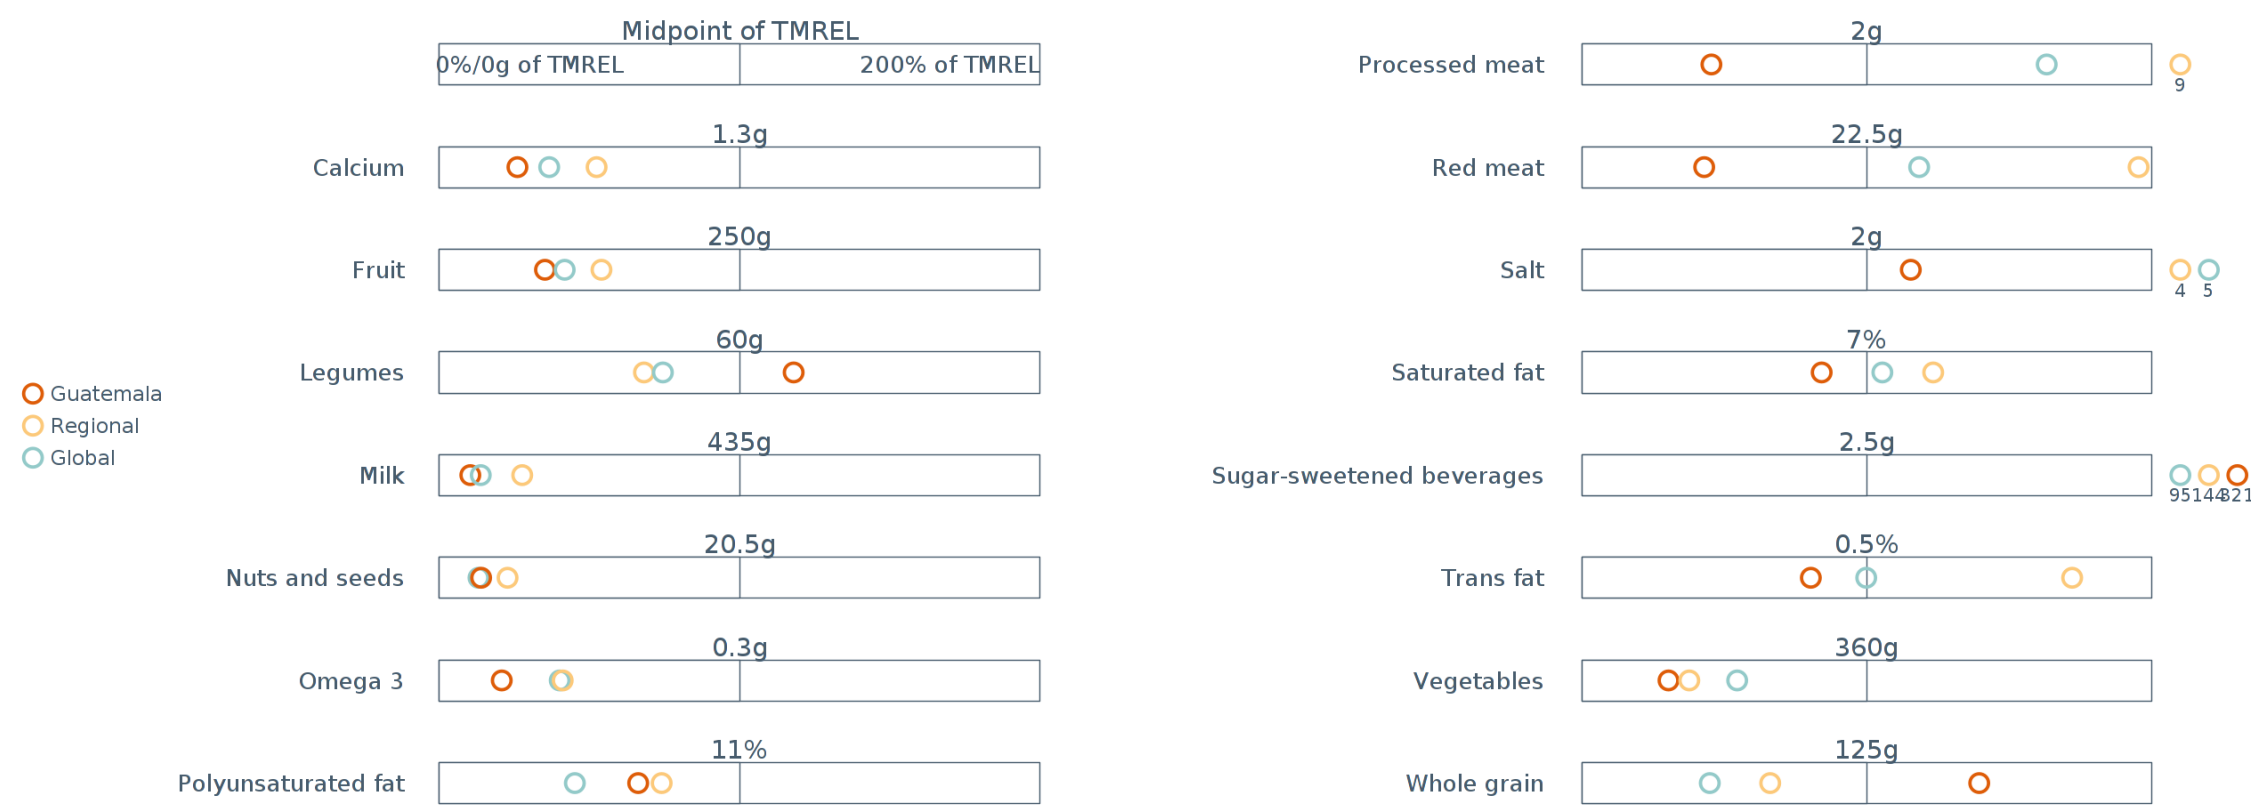 Midpoint of TMREL
0%/0g of TMREL
200% of TMREL
Calcium
1.3g
Fruit
250g
Legumes
60g
Milk
435g
Nuts and seeds
20.5g
Omega 3
0.3g
Polyunsaturated fat
11%
Guatemala
Regional
Global
Processed meat
2g
9
Red meat
22.5g
Salt
2g
4
5
Saturated fat
7%
Sugar-sweetened beverages
2.5g
95
144
321
Trans fat
0.5%
Vegetables
360g
Whole grain
125g